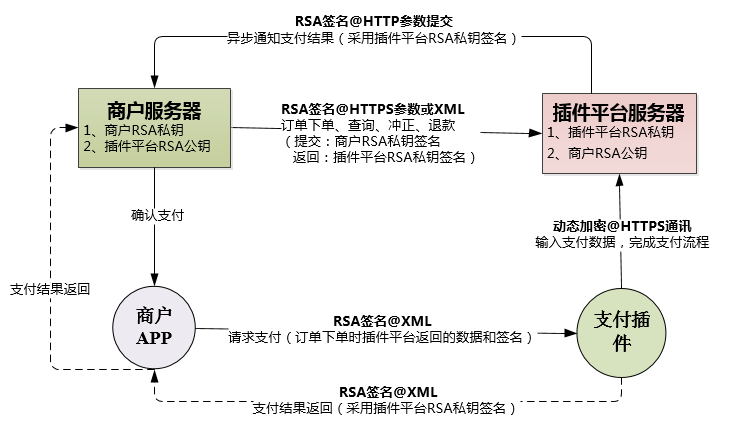 RSA签名@HTTP参数提交
异步通知支付结果（采用插件平台RSA私钥签名）
商户服务器
1、商户RSA私钥
2、插件平台RSA公钥
RSA签名@HTTPS参数或XML
订单下单、查询、冲正、退款
（提交：商户RSA私钥签名
返回：插件平台RSA私钥签名）
插件平台服务器
1、插件平台RSA私钥
2、商户RSA公钥
确认支付
动态加密@HTTPS通讯
输入支付数据，完成支付流程
支付结果返回
商户
APP
RSA签名@XML
请求支付（订单下单时插件平台返回的数据和签名）
支付插
件
RSA签名@XML
支付结果返回（采用插件平台RSA私钥签名）